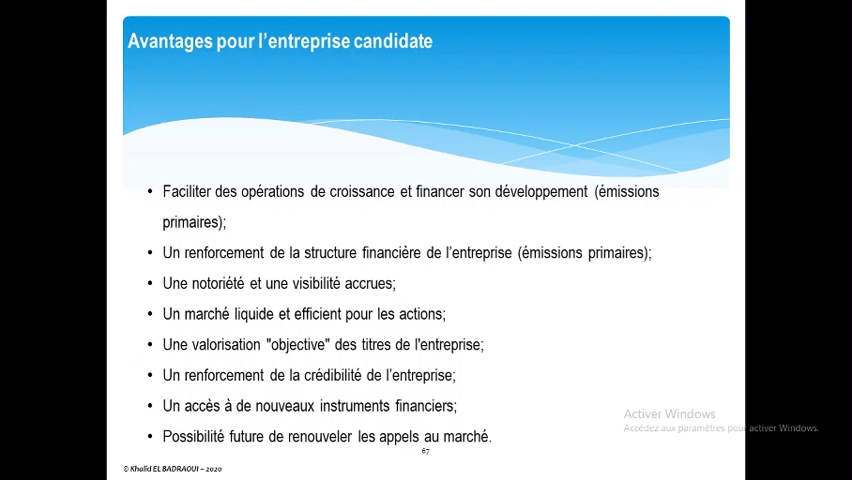 Avantages pour l'entreprise candidate
• Faciliter des opérations de croissance et financer son développement (émissions
primaires);
• Un renforcement de la structure financière de l'entreprise (émissions primaires);
• Une notoriété et une visibilité accrues;
• Un marché liquide et efficient pour les actions;
• Une valorisation "objective" des titres de l'entreprise;
• Un renforcement de la crédibilité de l'entreprise;
• Un accès à de nouveaux instruments financiers;
• Possibilité future de renouveler les appels au marché.
Activer Windows
Accédez aux paramètres pour activer Windows.
67
© Khalid EL BADRAOUI – 2020